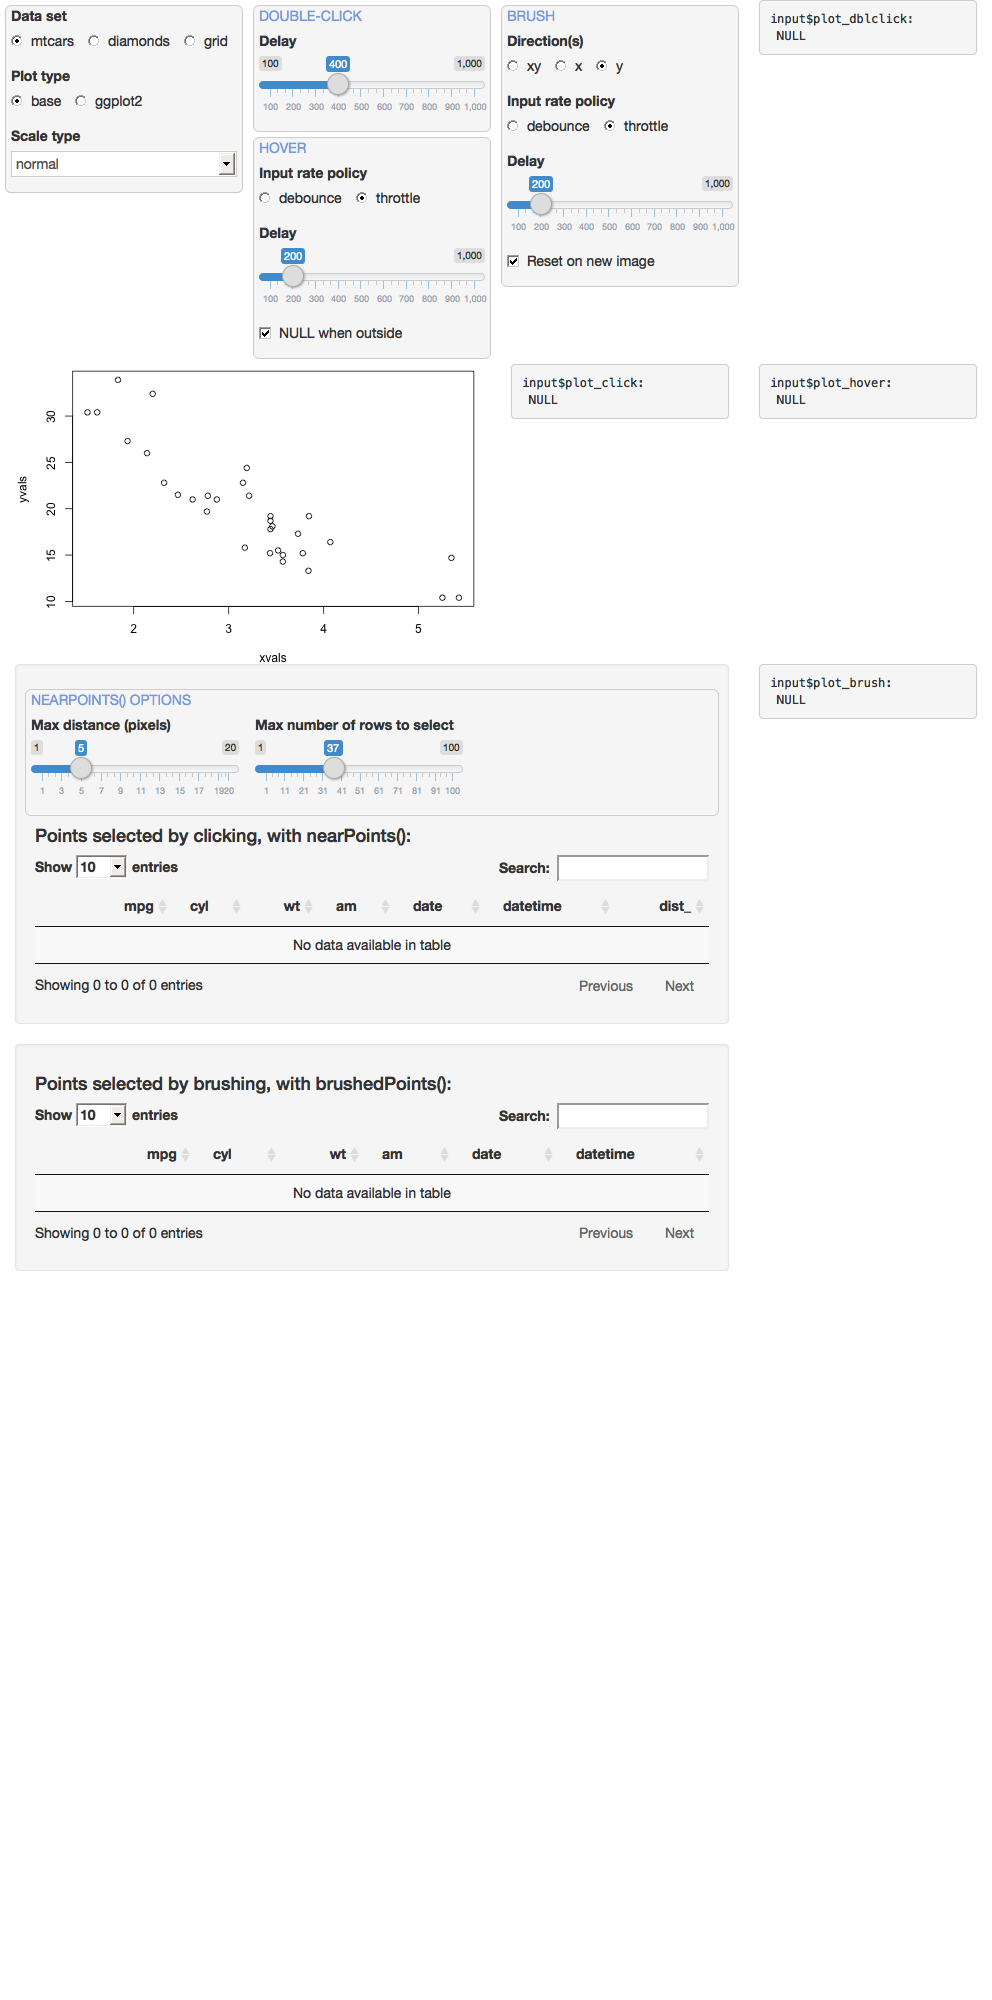 Data set
mtcars diamonds grid
Plot type
base ggplot2
Scale type
normal
DOUBLE-CLICK
Delay
100 400 1,000
100 200 300 400 500 600 700 800 900 1,000
HOVER
Input rate policy
debounce throttle
Delay
200 1,000
100 200 300 400 500 600 700 800 900 1,000
NULL when outside
BRUSH
Direction(s)
xy x y
Input rate policy
debounce throttle
Delay
200 1,000
100 200 300 400 500 600 700 800 900 1,000
Reset on new image
input$plot_dblclick:
NULL
yvals
30
25
20
15
10
2 3 4 5
xvals
input$plot_click:
NULL
input$plot_hover:
NULL
NEARPOINTS() OPTIONS
Max distance (pixels)
1 5 20
1 3 5 7 9 11 13 15 17 19 20
Max number of rows to select
1 37 100
1 11 21 31 41 51 61 71 81 91 100
Points selected by clicking, with nearPoints():
Show 10 entries
Search:
mpg cyl wt am date datetime dist_
No data available in table
Showing 0 to 0 of 0 entries
Previous Next
input$plot_brush:
NULL
Points selected by brushing, with brushedPoints():
Show 10 entries
Search:
mpg cyl wt am date datetime
No data available in table
Showing 0 to 0 of 0 entries
Previous Next